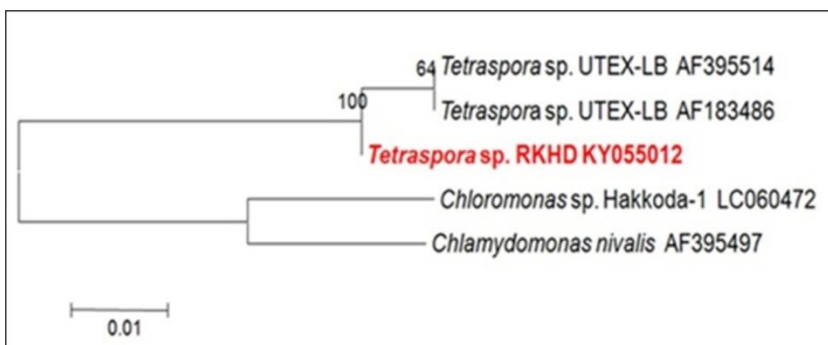 64
Tetraspora sp. UTEX-LB AF395514
100
Tetraspora sp. UTEX-LB AF183486
Tetraspora sp. RKHD KY055012
Chloromonas sp. Hakkoda-1 LC060472
Chlamydomonas nivalis AF395497
0.01